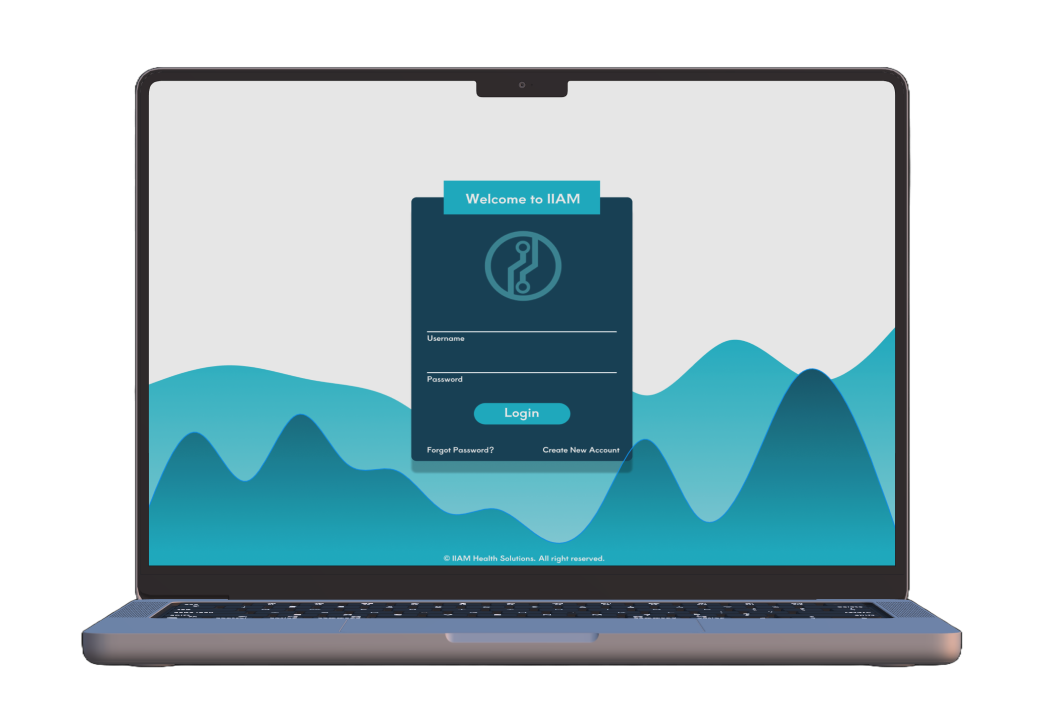 Welcome to IIAM
Username
Password
Login
Forgot Password? Create New Account
© IIAM Health Solutions. All right reserved.